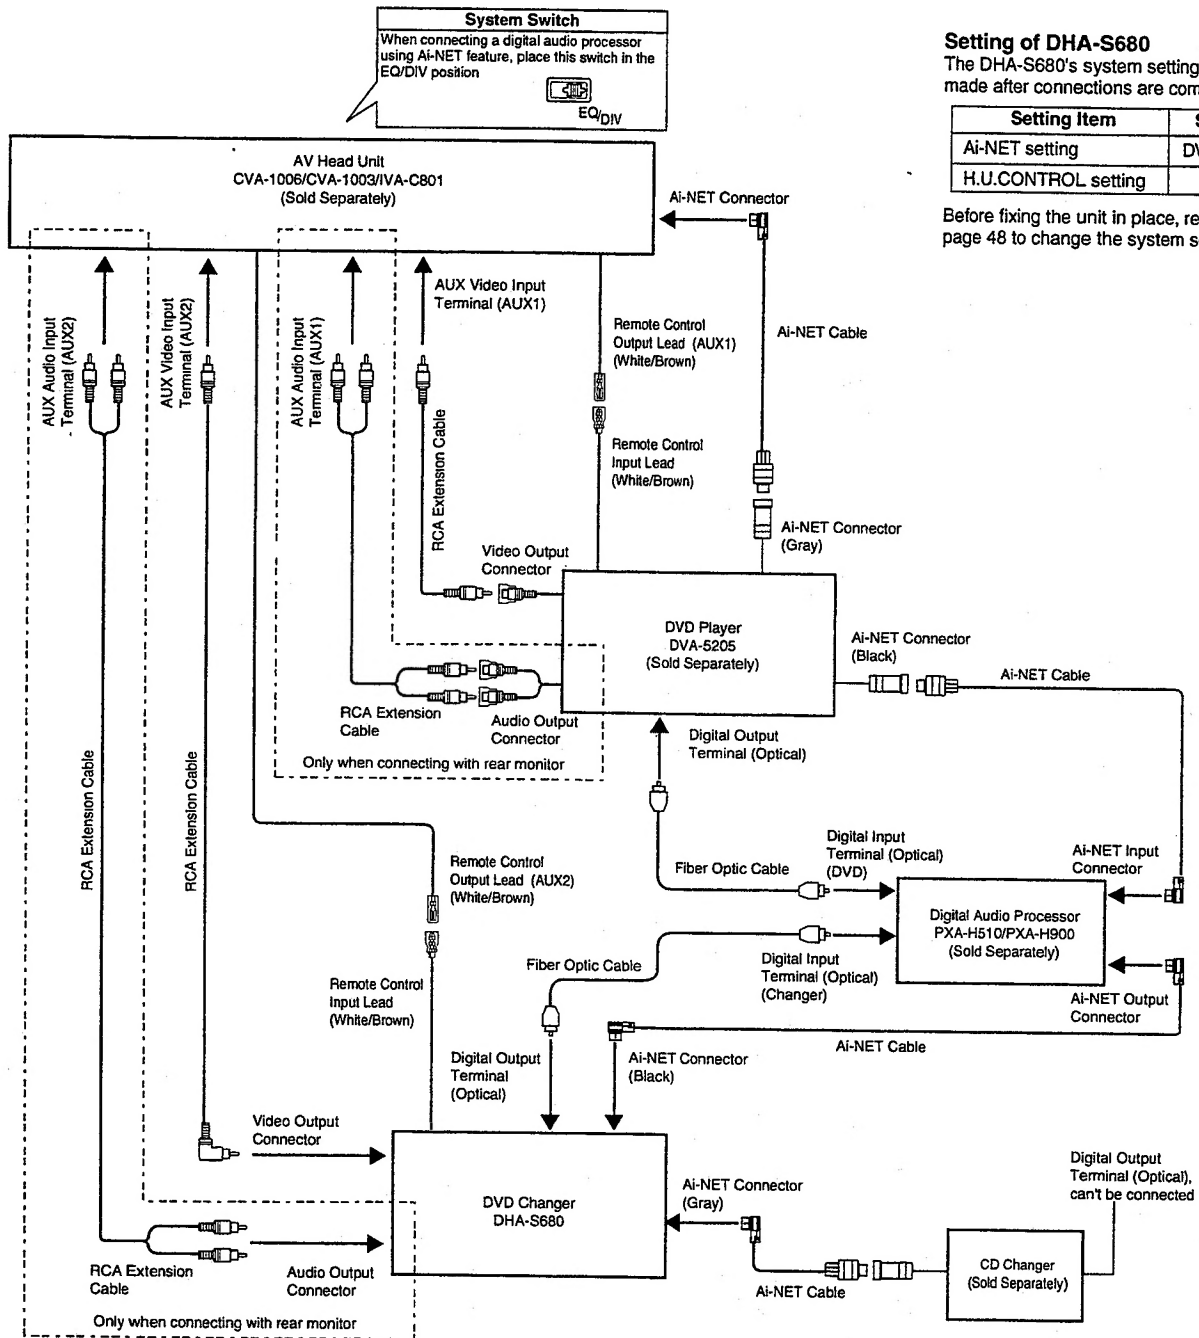 System Switch
When connecting a digital audio processor
using Ai-NET feature, place this switch in the
EQ/DIV position
EQ/DIV
Setting of DHA-S680
The DHA-S680's system setting
made after connections are com
Setting Item
S
Ai-NET setting
DV
H.U.CONTROL setting
Before fixing the unit in place, re
page 48 to change the system s
AV Head Unit
CVA-1006/CVA-1003/IVA-C801
(Sold Separately)
Ai-NET Connector
AUX Audio Input
Terminal (AUX2)
AUX Video Input
Terminal (AUX2)
AUX Audio Input
Terminal (AUX1)
AUX Video Input
Terminal (AUX1)
Remote Control
Output Lead (AUX1)
(White/Brown)
Ai-NET Cable
Remote Control
Input Lead
(White/Brown)
RCA Extension Cable
Ai-NET Connector
(Gray)
Video Output
Connector
DVD Player
DVA-5205
(Sold Separately)
Ai-NET Connector
(Black)
Ai-NET Cable
RCA Extension
Cable
Audio Output
Connector
Only when connecting with rear monitor
Digital Output
Terminal (Optical)
RCA Extension Cable
RCA Extension Cable
Remote Control
Output Lead (AUX2)
(White/Brown)
Fiber Optic Cable
Digital Input
Terminal (Optical)
(DVD)
Ai-NET Input
Connector
Digital Audio Processor
PXA-H510/PXA-H900
(Sold Separately)
Fiber Optic Cable
Digital Input
Terminal (Optical)
(Changer)
Remote Control
Input Lead
(White/Brown)
Ai-NET Output
Connector
Ai-NET Cable
Digital Output
Terminal
(Optical)
Ai-NET Connector
(Black)
Video Output
Connector
DVD Changer
DHA-S680
Ai-NET Connector
(Gray)
Digital Output
Terminal (Optical),
can't be connected
RCA Extension
Cable
Audio Output
Connector
Ai-NET Cable
CD Changer
(Sold Separately)
Only when connecting with rear monitor